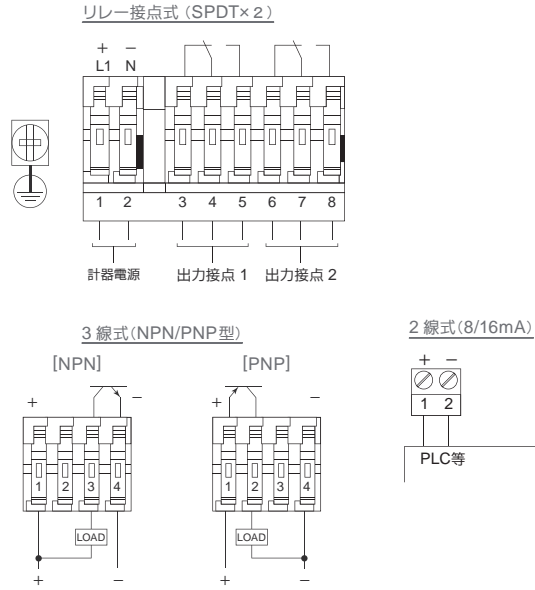 リレー接点式 (SPDT×2)
+ −
L1 N
1 2 3 4 5 6 7 8
計器電源 出力接点 1 出力接点 2
3 線式(NPN/PNP型)
[NPN] [PNP]
+ −
1 2 3 4
LOAD
+ −
+ −
1 2 3 4
LOAD
+ −
2 線式(8/16mA)
+ −
1 2
PLC等